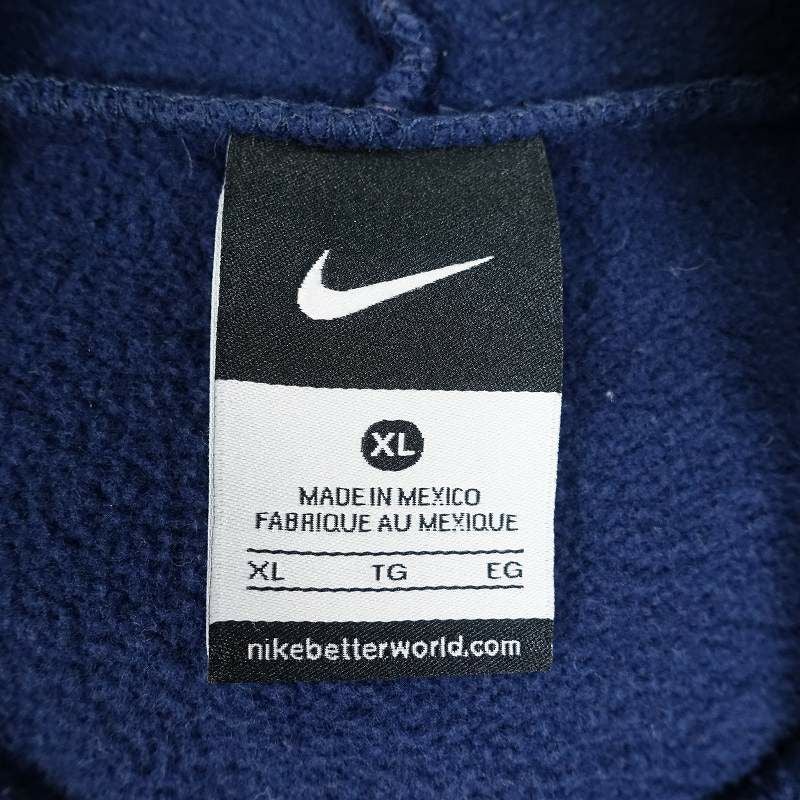 XL
MADE IN MEXICO
FABRIQUE AU MEXIQUE
XL TG EG
nikebetterworld.com